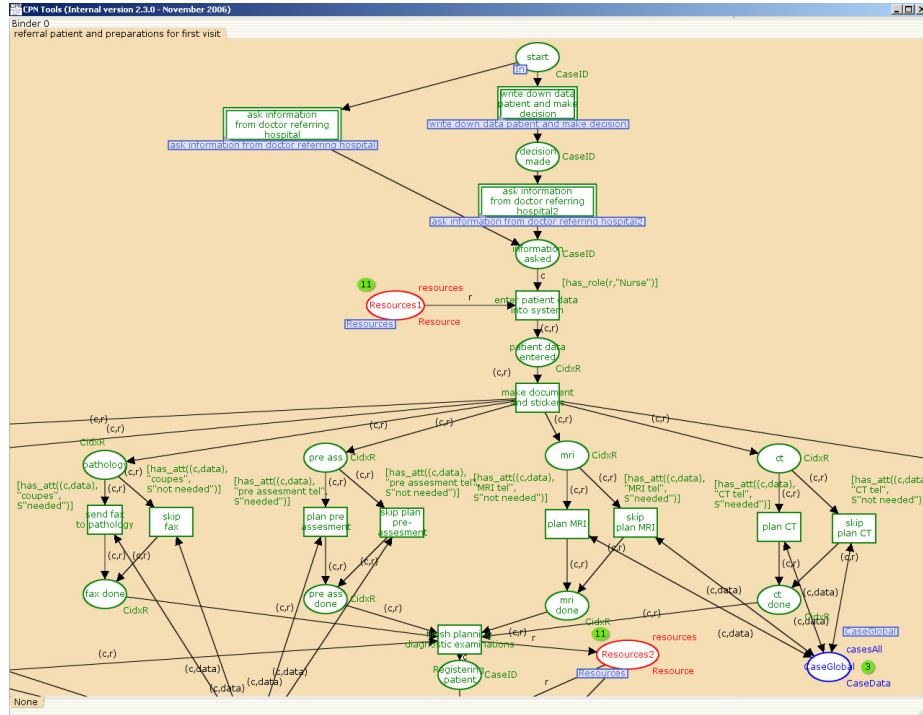 CPN Tools (Internal version 2.3.0 - November 2006)
Binder 0
referral patient and preparations for first visit
start
In
CaseID
write down data
patient and make
decision
write down data patient and make decision
ask information
from doctor referring
hospital
ask information from doctor referring hospital
decision
made
CaseID
ask information
from doctor referring
hospital2
ask information from doctor referring hospital2
information
asked
CaseID
c
[has_role(r,"Nurse")]
11
resources
Resources1
r
enter patient data
into system
Resources
Resource
(c,r)
patient data
entered
CidxR
(c,r)
make document
and stickers
(c,r)
(c,r)
(c,r)
(c,r)
(c,r)
(c,r)
CidxR
pathology
(c,r)
(c,r)
[has_att((c,data),
"coupes",
S"needed")]
[has_att((c,data),
"coupes",
S"not needed")]
send fax
to pathology
skip
fax
(c,r)
(c,r)
fax done
CidxR
pre ass
CidxR
(c,r)
(c,r)
[has_att((c,data),
"pre assesment tel",
S"needed")]
[has_att((c,data),
"pre assesment tel",
S"not needed")]
plan pre
assesment
skip plan
pre-
assesment
(c,r)
(c,r)
pre ass
done
CidxR
mri
CidxR
(c,r)
(c,r)
[has_att((c,data),
"MRI tel",
S"needed")]
[has_att((c,data),
"MRI tel",
S"not needed")]
plan MRI
skip
plan MRI
(c,r)
(c,r)
mri
done
CidxR
ct
CidxR
(c,r)
(c,r)
[has_att((c,data),
"CT tel",
S"needed")]
[has_att((c,data),
"CT tel",
S"not needed")]
plan CT
skip
plan CT
(c,r)
(c,r)
ct
done
CidxR
(c,r)
(c,r)
(c,r)
(c,r)
(c,r)
finish planning
diagnostic examinations
r
11
resources
Resources2
Resources
Resource
r
c
Registering
patient
CaseID
(c,data)
(c,data)
(c,data)
(c,data)
(c,data)
(c,data)
(c,data)
(c,data)
CaseGlobal
casesAll
CaseGlobal
3
CaseData
None